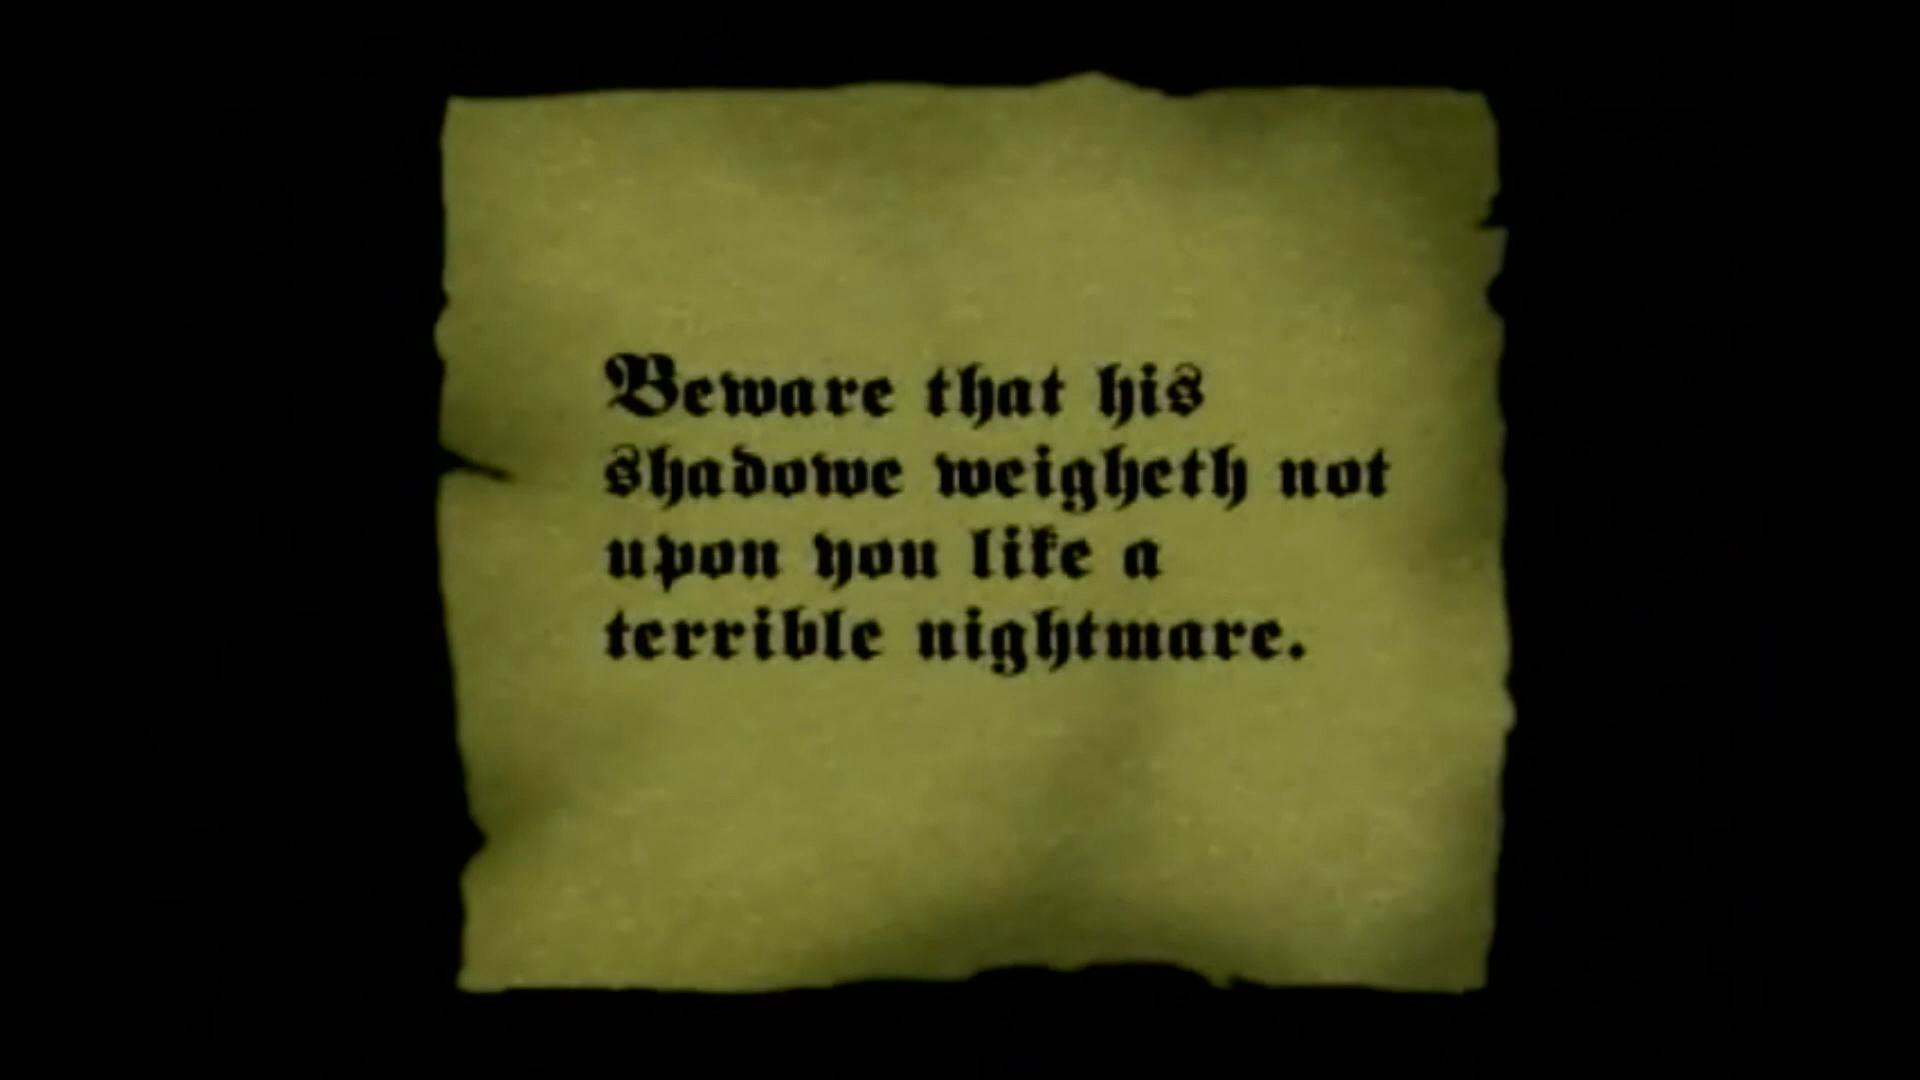 Beware that his
shadowe weigheth not
upon you like a
terrible nightmare.